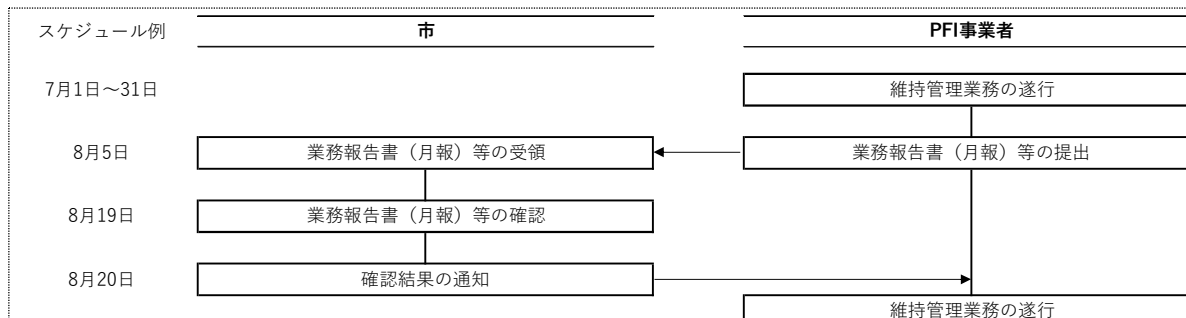 スケジュール例 市 PFI事業者
7月1日～31日 維持管理業務の遂行
8月5日 業務報告書（月報）等の受領 業務報告書（月報）等の提出
8月19日 業務報告書（月報）等の確認
8月20日 確認結果の通知
維持管理業務の遂行